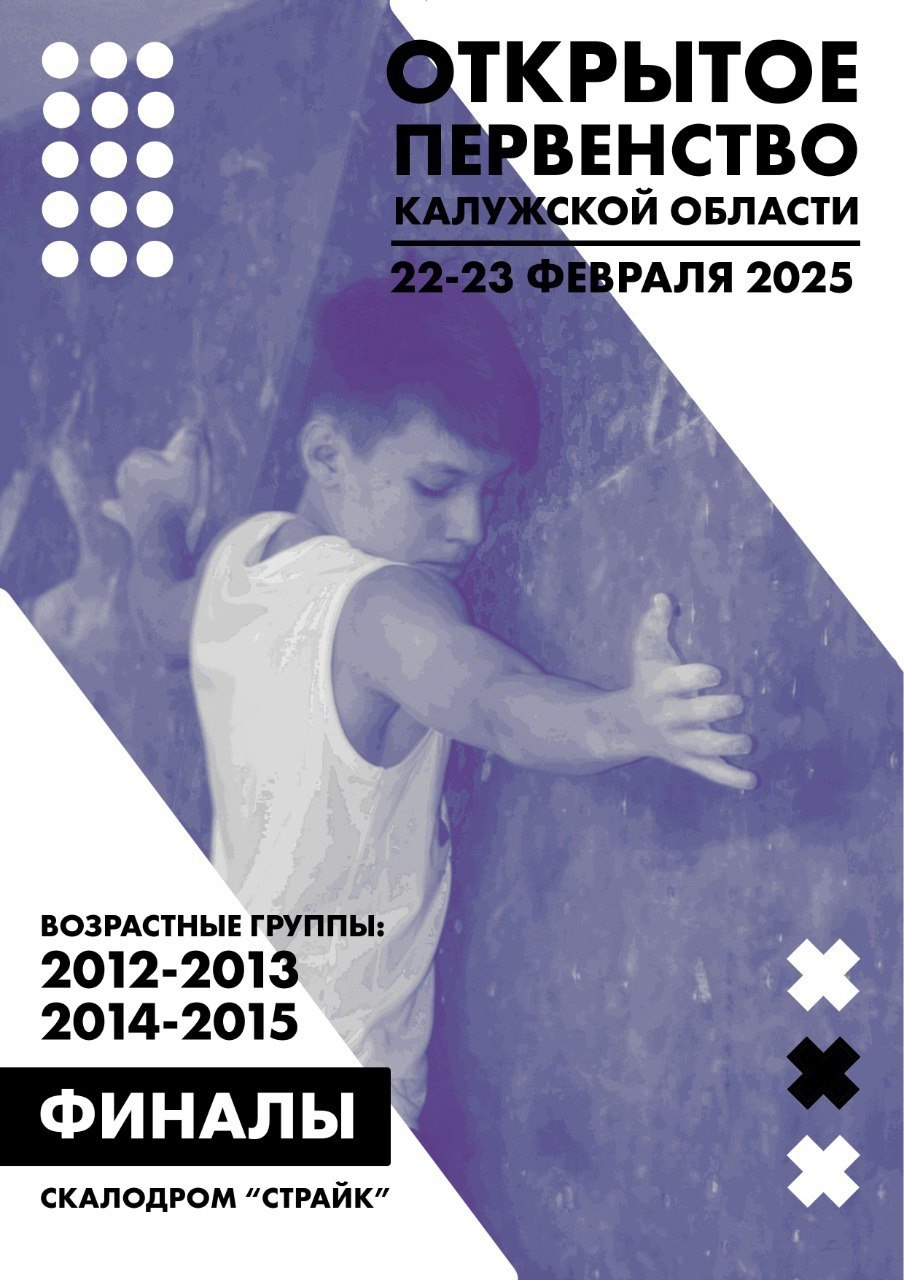 ОТКРЫТОЕ
ПЕРВЕНСТВО
КАЛУЖСКОЙ ОБЛАСТИ
22-23 ФЕВРАЛЯ 2025
ВОЗРАСТНЫЕ ГРУППЫ:
2012-2013
2014-2015
ФИНАЛЫ
СКАЛОДРОМ “СТРАЙК”